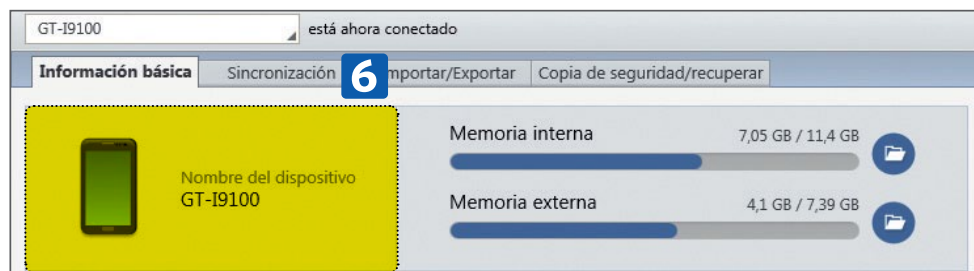 GT-I9100 está ahora conectado
Información básica Sincronización 6 mportar/Exportar Copia de seguridad/recuperar
Memoria interna 7,05 GB / 11,4 GB
Nombre del dispositivo
GT-I9100
Memoria externa 4,1 GB / 7,39 GB